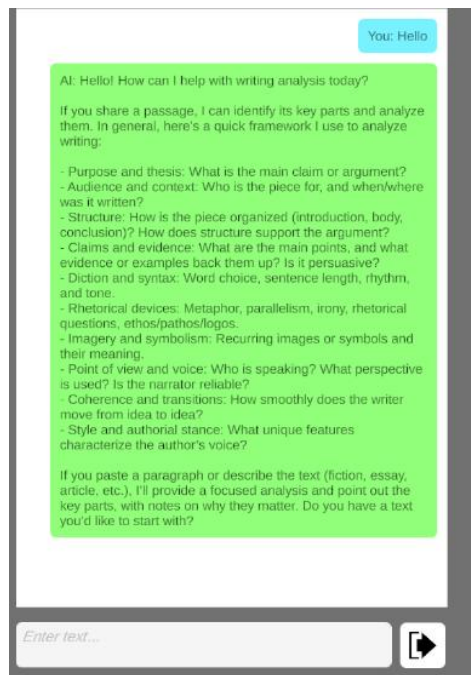 You: Hello
AI: Hello! How can I help with writing analysis today?
If you share a passage, I can identify its key parts and analyze
them. In general, here's a quick framework I use to analyze
writing:
- Purpose and thesis: What is the main claim or argument?
- Audience and context: Who is the piece for, and when/where
was it written?
- Structure: How is the piece organized (introduction, body,
conclusion)? How does structure support the argument?
- Claims and evidence: What are the main points, and what
evidence or examples back them up? Is it persuasive?
- Diction and syntax: Word choice, sentence length, rhythm,
and tone.
- Rhetorical devices: Metaphor, parallelism, irony, rhetorical
questions, ethos/pathos/logos.
- Imagery and symbolism: Recurring images or symbols and
their meaning.
- Point of view and voice: Who is speaking? What perspective
is used? Is the narrator reliable?
- Coherence and transitions: How smoothly does the writer
move from idea to idea?
- Style and authorial stance: What unique features
characterize the author's voice?
If you paste a paragraph or describe the text (fiction, essay,
article, etc.), I'll provide a focused analysis and point out the
key parts, with notes on why they matter. Do you have a text
you'd like to start with?
Enter text...